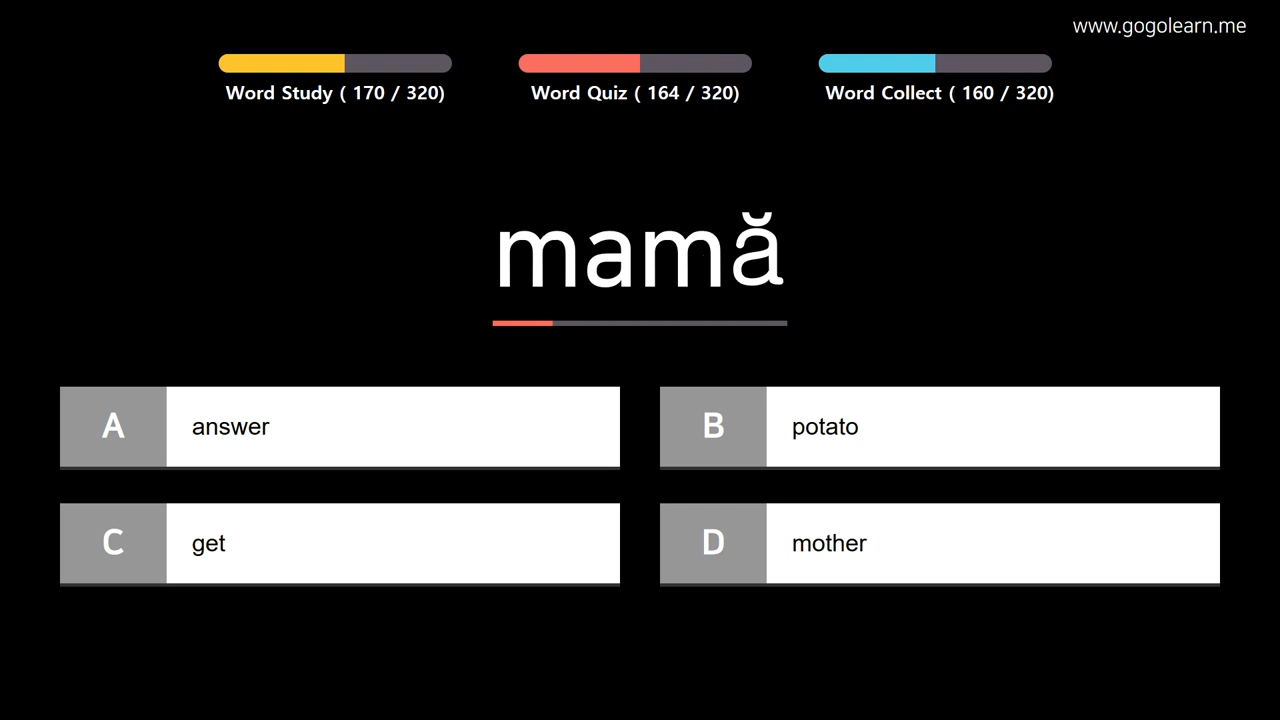 www.gogolearn.me
Word Study ( 170 / 320)
Word Quiz ( 164 / 320)
Word Collect ( 160 / 320)
mamă
A answer
B potato
C get
D mother